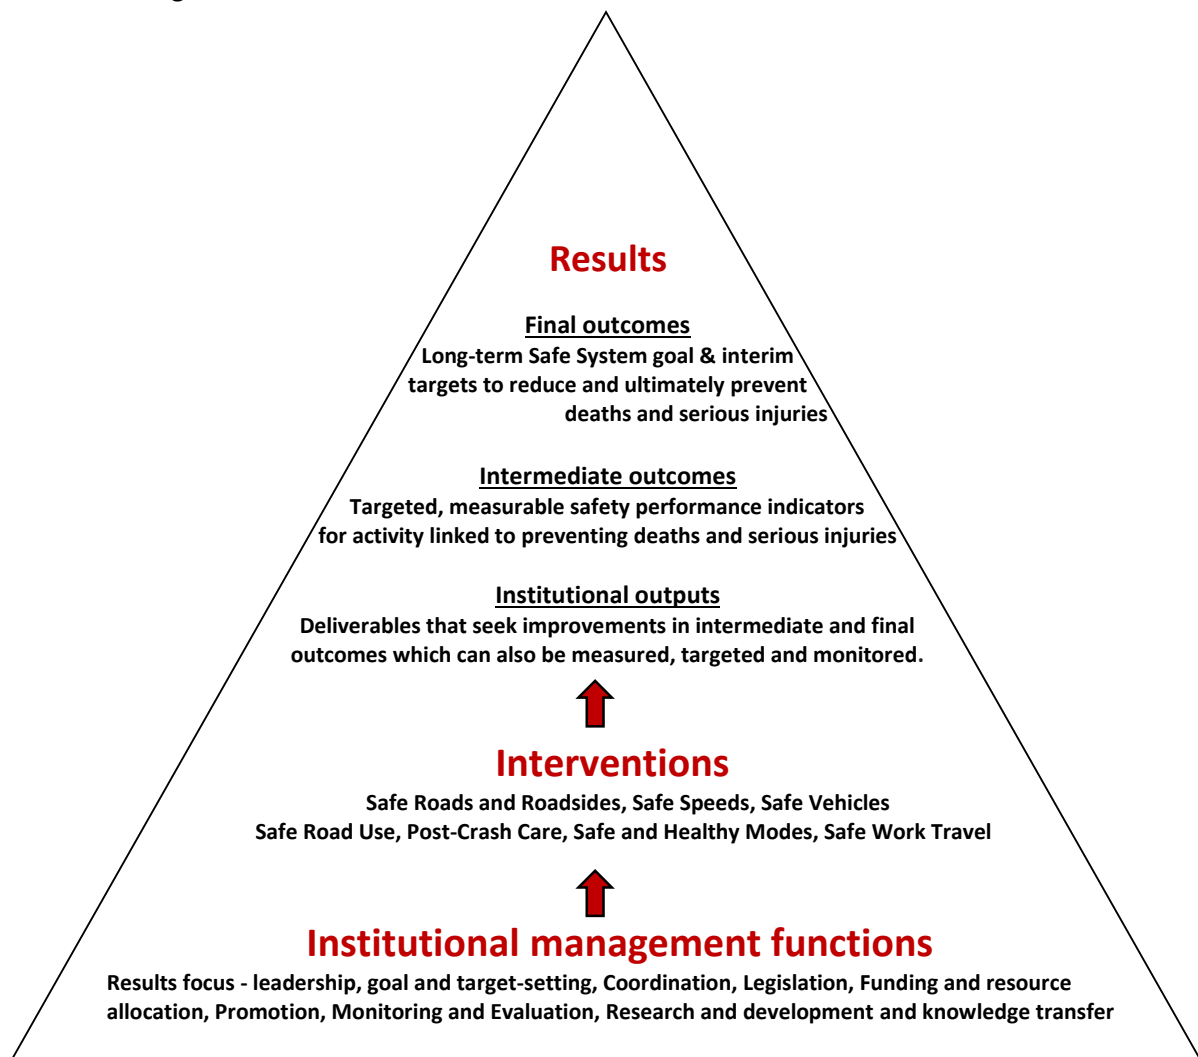 Results
Final outcomes
Long-term Safe System goal & interim
targets to reduce and ultimately prevent
deaths and serious injuries
Intermediate outcomes
Targeted, measurable safety performance indicators
for activity linked to preventing deaths and serious injuries
Institutional outputs
Deliverables that seek improvements in intermediate and final
outcomes which can also be measured, targeted and monitored.
Interventions
Safe Roads and Roadsides, Safe Speeds, Safe Vehicles
Safe Road Use, Post-Crash Care, Safe and Healthy Modes, Safe Work Travel
Institutional management functions
Results focus - leadership, goal and target-setting, Coordination, Legislation, Funding and resource
allocation, Promotion, Monitoring and Evaluation, Research and development and knowledge transfer